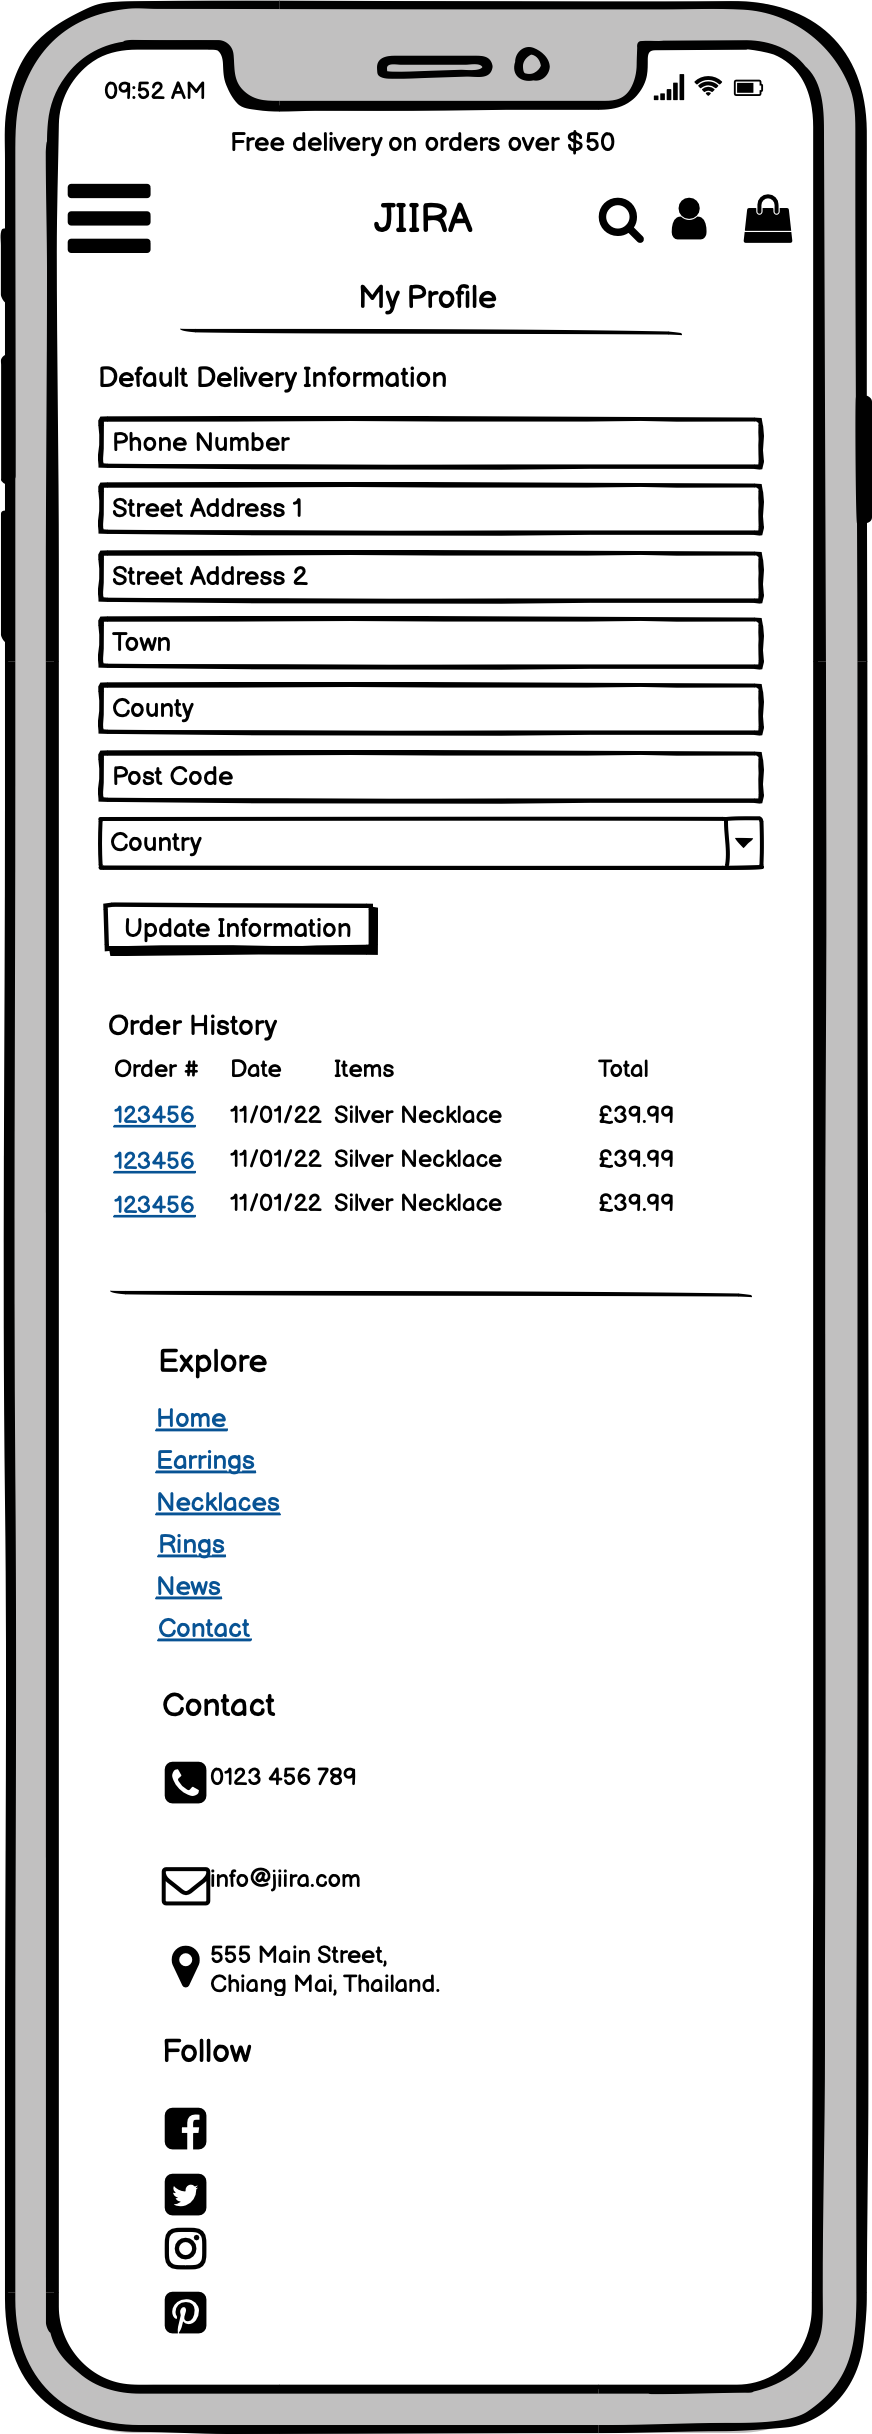 09:52 AM
Free delivery on orders over $50
JIIRA
My Profile
Default Delivery Information
Phone Number
Street Address 1
Street Address 2
Town
County
Post Code
Country
Update Information
Order History
Order # Date Items Total
123456 11/01/22 Silver Necklace £39.99
123456 11/01/22 Silver Necklace £39.99
123456 11/01/22 Silver Necklace £39.99
Explore
Home
Earrings
Necklaces
Rings
News
Contact
Contact
0123 456 789
info@jiira.com
555 Main Street,
Chiang Mai, Thailand.
Follow